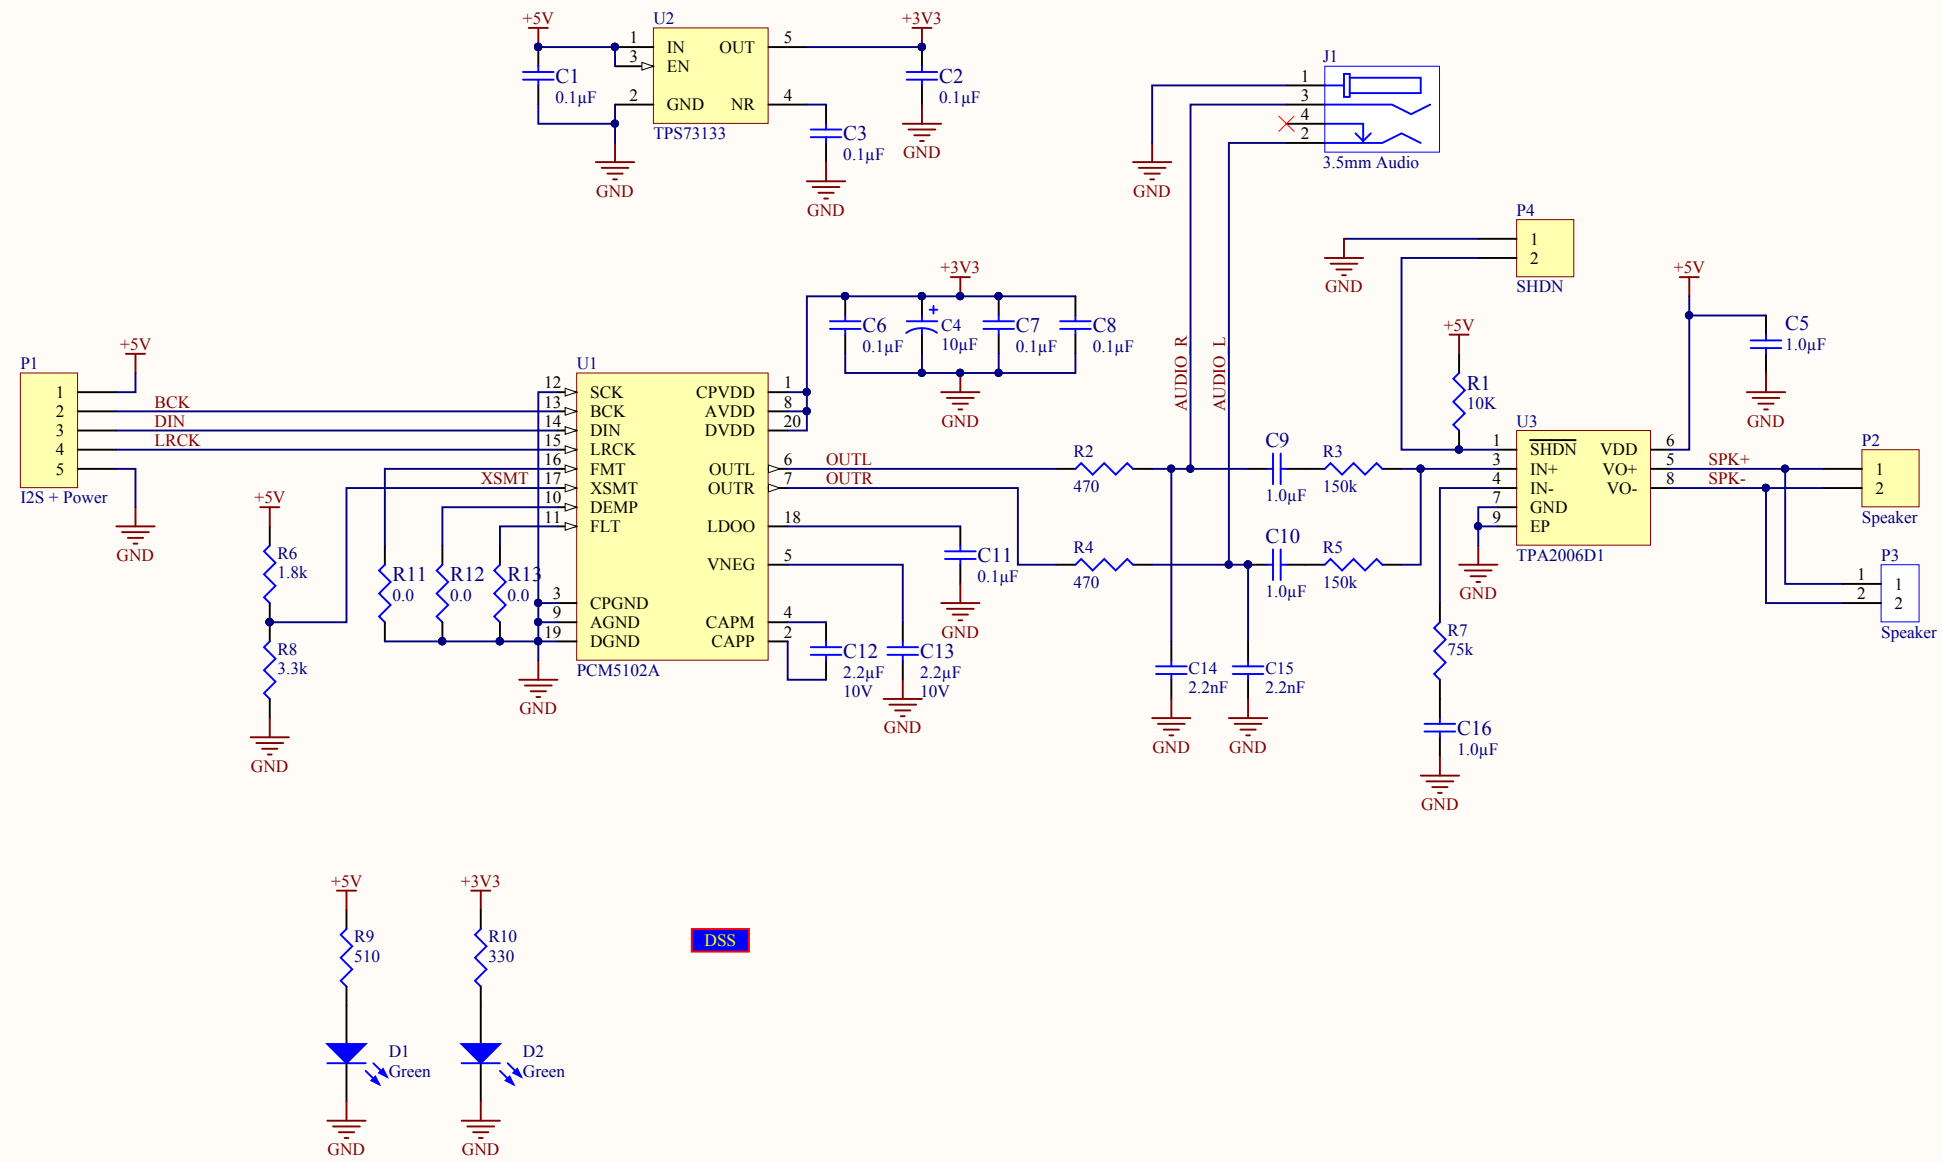 +5V
U2
1
IN
OUT
5
+3V3
3
EN
C1
0.1µF
2
GND
NR
4
TPS73133
C2
0.1µF
GND
C3
0.1µF
GND
GND
J1
1
3
4
2
3.5mm Audio
GND
P4
1
2
SHDN
GND
+3V3
C6
0.1µF
C4
10µF
C7
0.1µF
C8
0.1µF
GND
AUDIO_R
AUDIO_L
P1
+5V
1
2
3
4
5
I2S + Power
BCK
DIN
LRCK
GND
XSMT
+5V
R6
1.8k
R8
3.3k
GND
R11
0.0
R12
0.0
R13
0.0
U1
12
SCK
13
BCK
14
DIN
15
LRCK
16
FMT
17
XSMT
10
DEMP
11
FLT
3
CPGND
9
AGND
19
DGND
CPVDD
1
AVDD
8
DVDD
20
OUTL
6
OUTR
7
LDOO
18
VNEG
5
CAPM
4
CAPP
2
PCM5102A
GND
OUTL
OUTR
C11
0.1µF
GND
C12
2.2µF
10V
C13
2.2µF
10V
GND
R2
470
R4
470
C9
1.0µF
R3
150k
C10
1.0µF
R5
150k
C14
2.2nF
GND
C15
2.2nF
GND
+5V
R1
10K
+5V
C5
1.0µF
GND
U3
1
SHDN
3
IN+
4
IN-
7
GND
9
EP
VDD
6
VO+
5
VO-
8
TPA2006D1
GND
SPK+
SPK-
P2
1
2
Speaker
P3
1
1
2
2
Speaker
R7
75k
C16
1.0µF
GND
+5V
R9
510
D1
Green
GND
+3V3
R10
330
D2
Green
GND
DSS